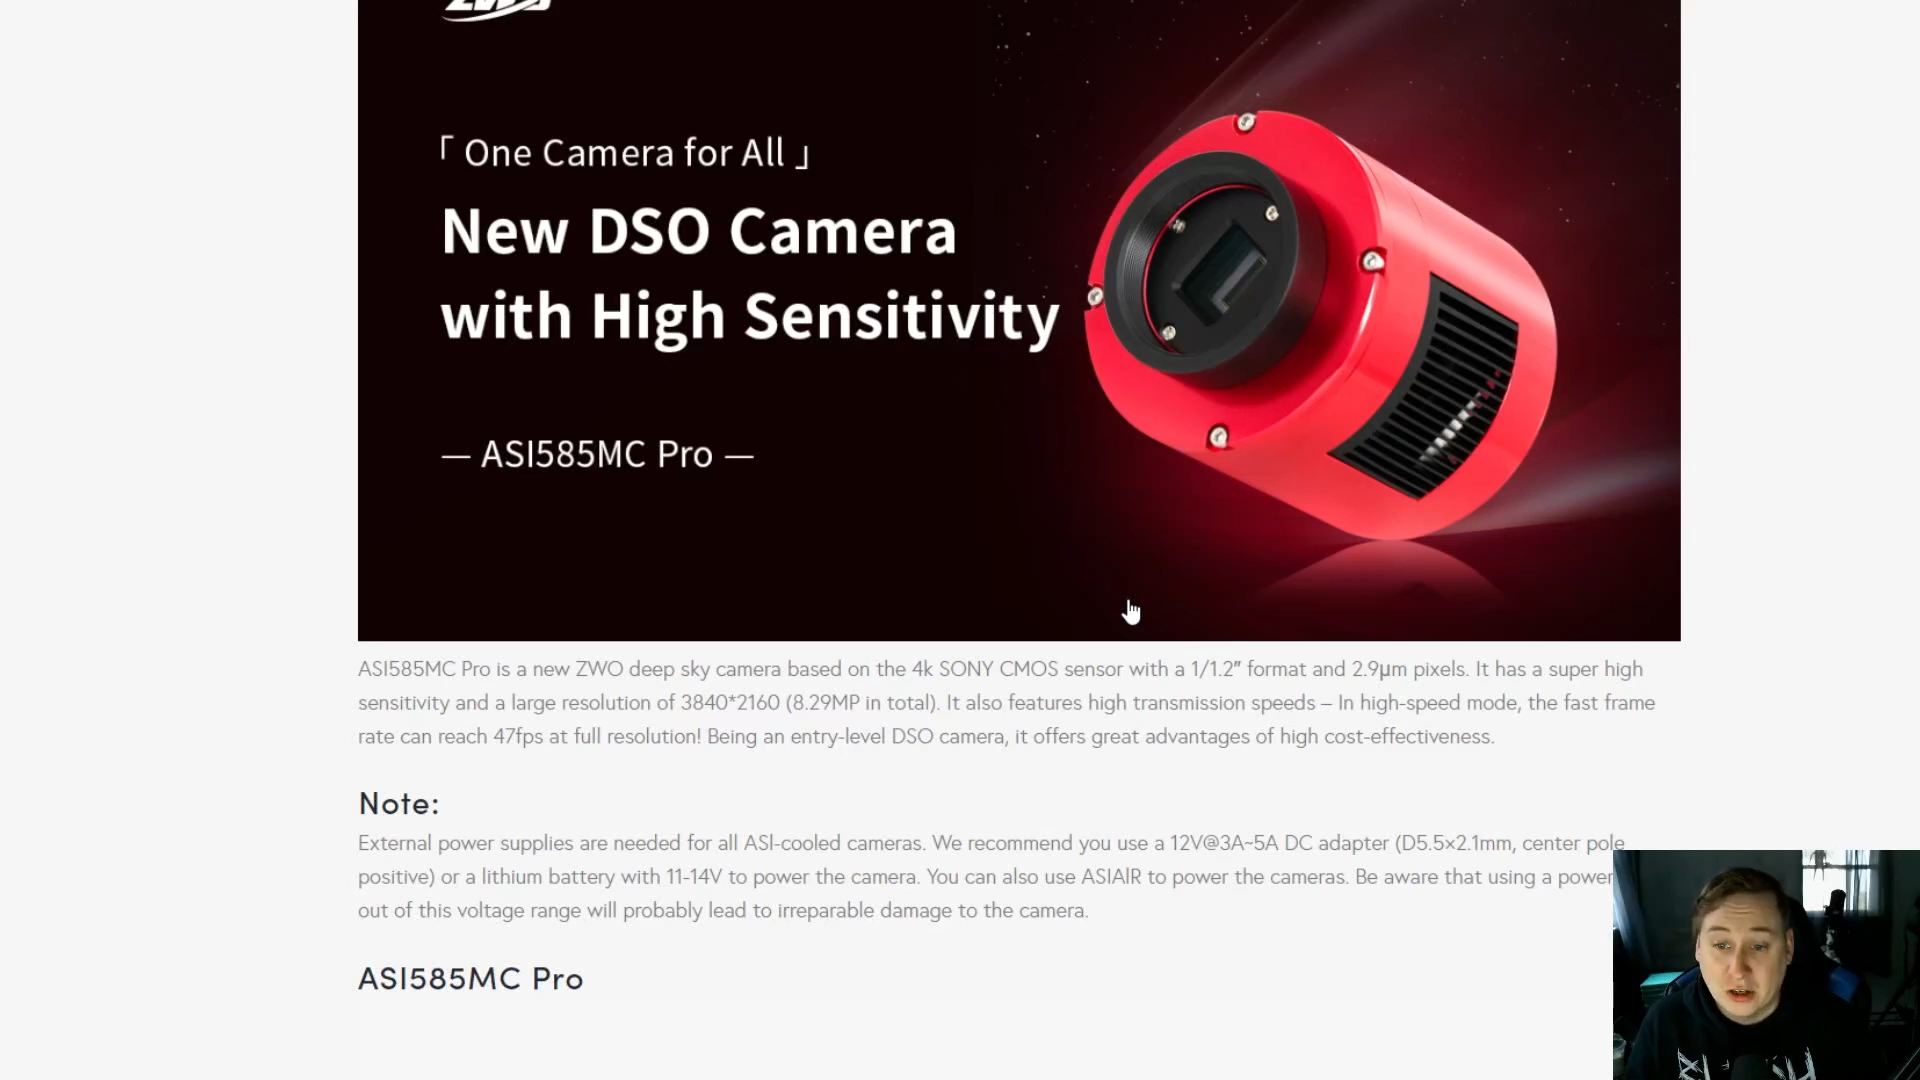 「 One Camera for All 」
New DSO Camera
with High Sensitivity
— ASI585MC Pro —
ASI585MC Pro is a new ZWO deep sky camera based on the 4k SONY CMOS sensor with a 1/1.2″ format and 2.9μm pixels. It has a super high
sensitivity and a large resolution of 3840*2160 (8.29MP in total). It also features high transmission speeds – In high-speed mode, the fast frame
rate can reach 47fps at full resolution! Being an entry-level DSO camera, it offers great advantages of high cost-effectiveness.
Note:
External power supplies are needed for all ASI-cooled cameras. We recommend you use a 12V@3A~5A DC adapter (D5.5×2.1mm, center pole
positive) or a lithium battery with 11-14V to power the camera. You can also use ASIAIR to power the cameras. Be aware that using a power
out of this voltage range will probably lead to irreparable damage to the camera.
ASI585MC Pro